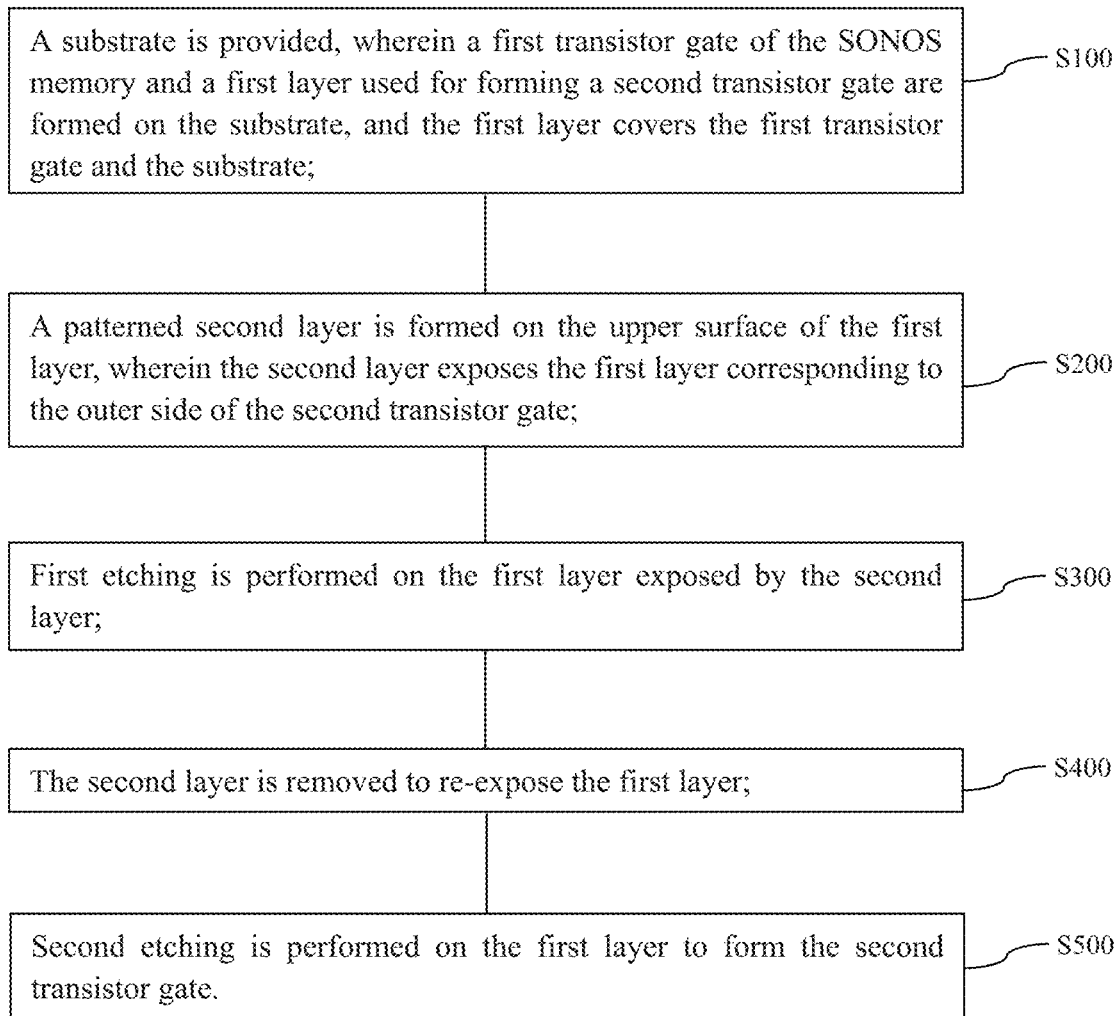 A substrate is provided, wherein a first transistor gate of the SONOS
memory and a first layer used for forming a second transistor gate are
formed on the substrate, and the first layer covers the first transistor
gate and the substrate;
S100
A patterned second layer is formed on the upper surface of the first
layer, wherein the second layer exposes the first layer corresponding to
the outer side of the second transistor gate;
S200
First etching is performed on the first layer exposed by the second
layer;
S300
The second layer is removed to re-expose the first layer;
S400
Second etching is performed on the first layer to form the second
transistor gate.
S500